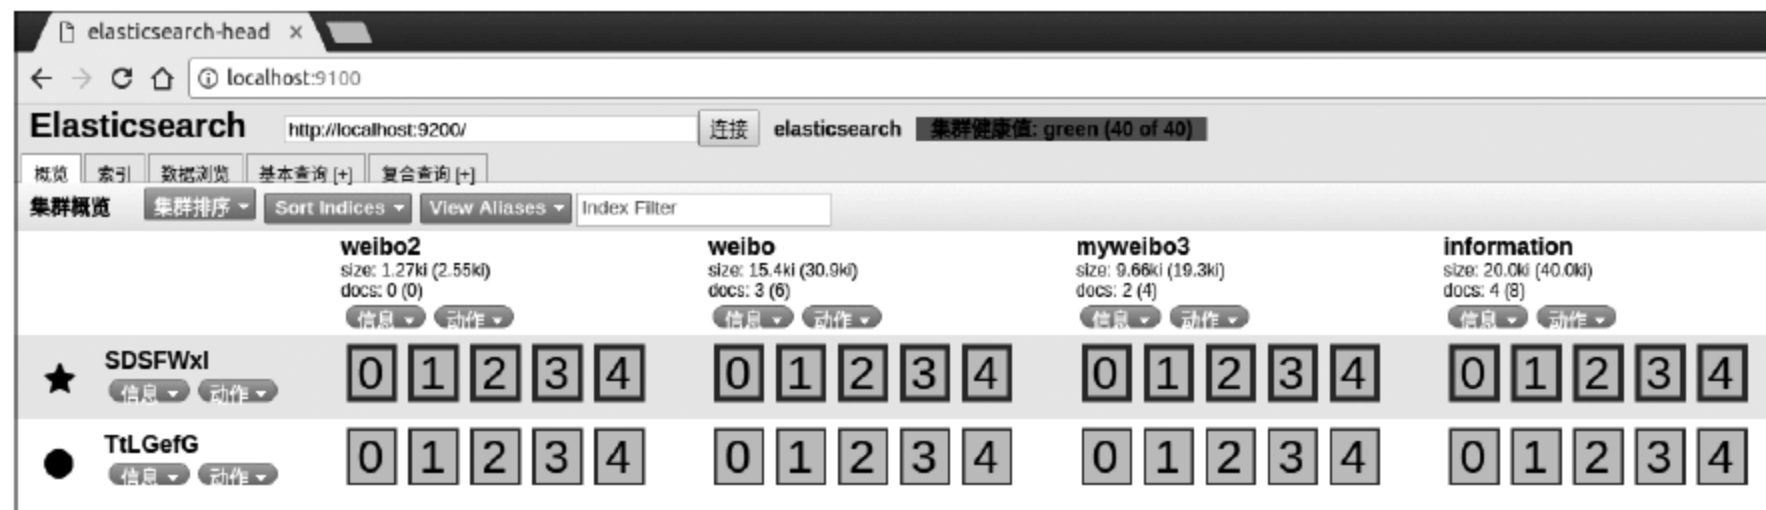 elasticsearch-head ×
localhost:9100
Elasticsearch http://localhost:9200/ 连接 elasticsearch 集群健康值: green (40 of 40)
概览 索引 数据浏览 基本查询 [+] 复合查询 [+]
集群概览 集群排序 Sort Indices View Aliases Index Filter
weibo2 weibo myweibo3 information
size: 1.27ki (2.55ki) size: 15.4ki (30.9ki) size: 9.66ki (19.3ki) size: 20.0ki (40.0ki)
docs: 0 (0) docs: 3 (6) docs: 2 (4) docs: 4 (8)
信息 动作 信息 动作 信息 动作 信息 动作
SDSFWxI 0 1 2 3 4 0 1 2 3 4 0 1 2 3 4 0 1 2 3 4
信息 动作
TtLGefG 0 1 2 3 4 0 1 2 3 4 0 1 2 3 4 0 1 2 3 4
信息 动作